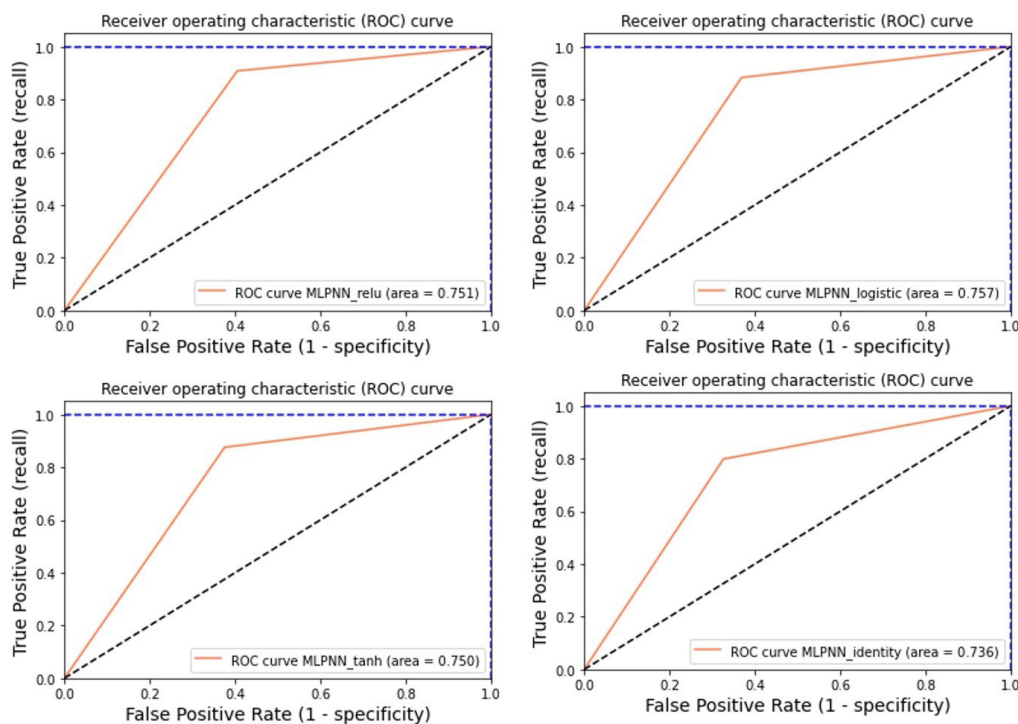 Receiver operating characteristic (ROC) curve
True Positive Rate (recall)
1.0
0.8
0.6
0.4
0.2
0.0
ROC curve MLPNN_relu (area = 0.751)
0.0 0.2 0.4 0.6 0.8 1.0
False Positive Rate (1 - specificity)
Receiver operating characteristic (ROC) curve
True Positive Rate (recall)
1.0
0.8
0.6
0.4
0.2
0.0
ROC curve MLPNN_logistic (area = 0.757)
0.0 0.2 0.4 0.6 0.8 1.0
False Positive Rate (1 - specificity)
Receiver operating characteristic (ROC) curve
True Positive Rate (recall)
1.0
0.8
0.6
0.4
0.2
0.0
ROC curve MLPNN_tanh (area = 0.750)
0.0 0.2 0.4 0.6 0.8 1.0
False Positive Rate (1 - specificity)
Receiver operating characteristic (ROC) curve
True Positive Rate (recall)
1.0
0.8
0.6
0.4
0.2
0.0
ROC curve MLPNN_identity (area = 0.736)
0.0 0.2 0.4 0.6 0.8 1.0
False Positive Rate (1 - specificity)